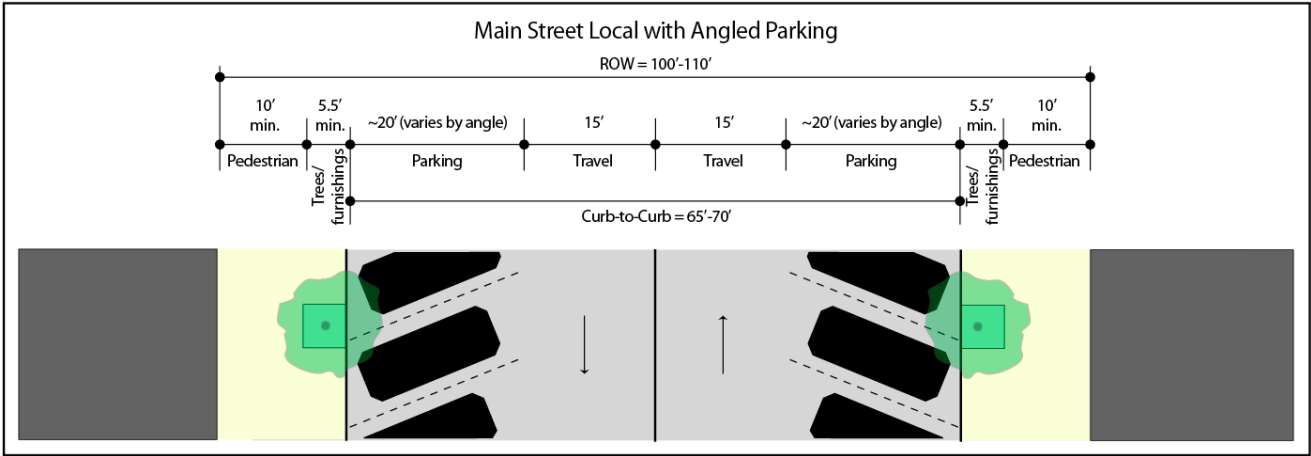 Main Street Local with Angled Parking
ROW = 100′-110′
10′
min.
5.5′
min.
~20′ (varies by angle)
15′
15′
~20′ (varies by angle)
5.5′
min.
10′
min.
Pedestrian
Trees/
furnishings
Parking
Travel
Travel
Parking
Trees/
furnishings
Pedestrian
Curb-to-Curb = 65′-70′